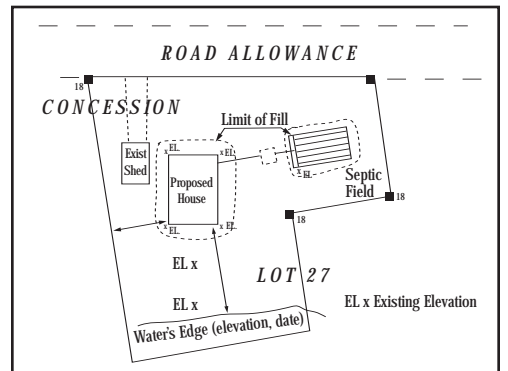 ROAD ALLOWANCE
18
CONCESSION
Limit of Fill
Exist
Shed
x EL.
x EL.
Proposed
House
x EL.
Septic
Field
18
x EL.
x EL.
18
EL x
LOT 27
EL x
EL x Existing Elevation
Water's Edge (elevation, date)